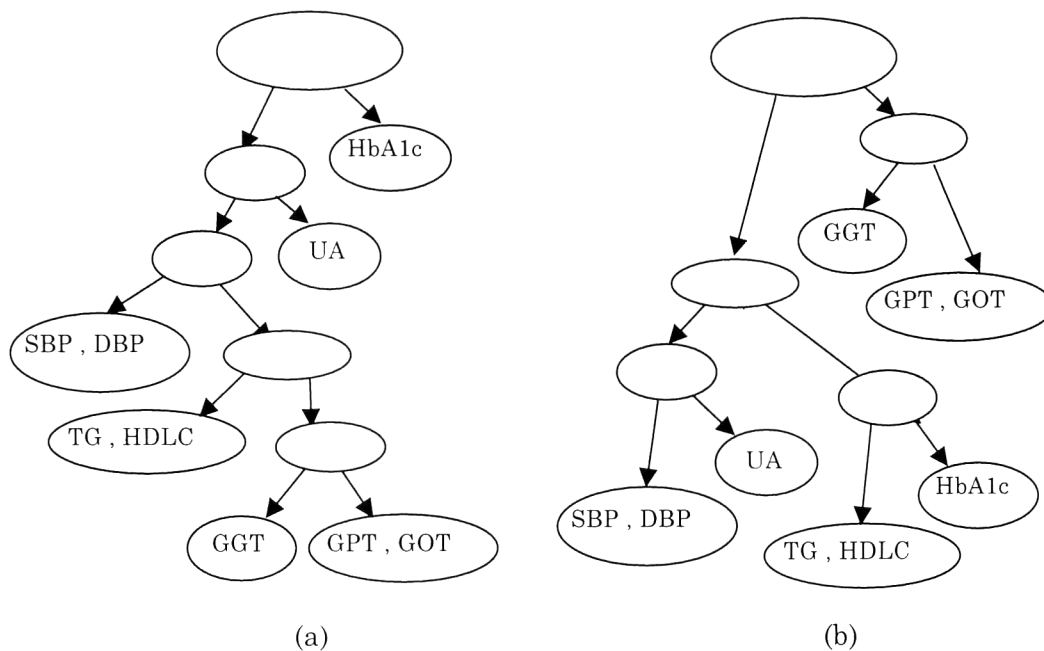 HbA1c
UA
SBP , DBP
TG , HDLC
GGT
GPT , GOT
(a)
GGT
GPT , GOT
UA
SBP , DBP
HbA1c
TG , HDLC
(b)